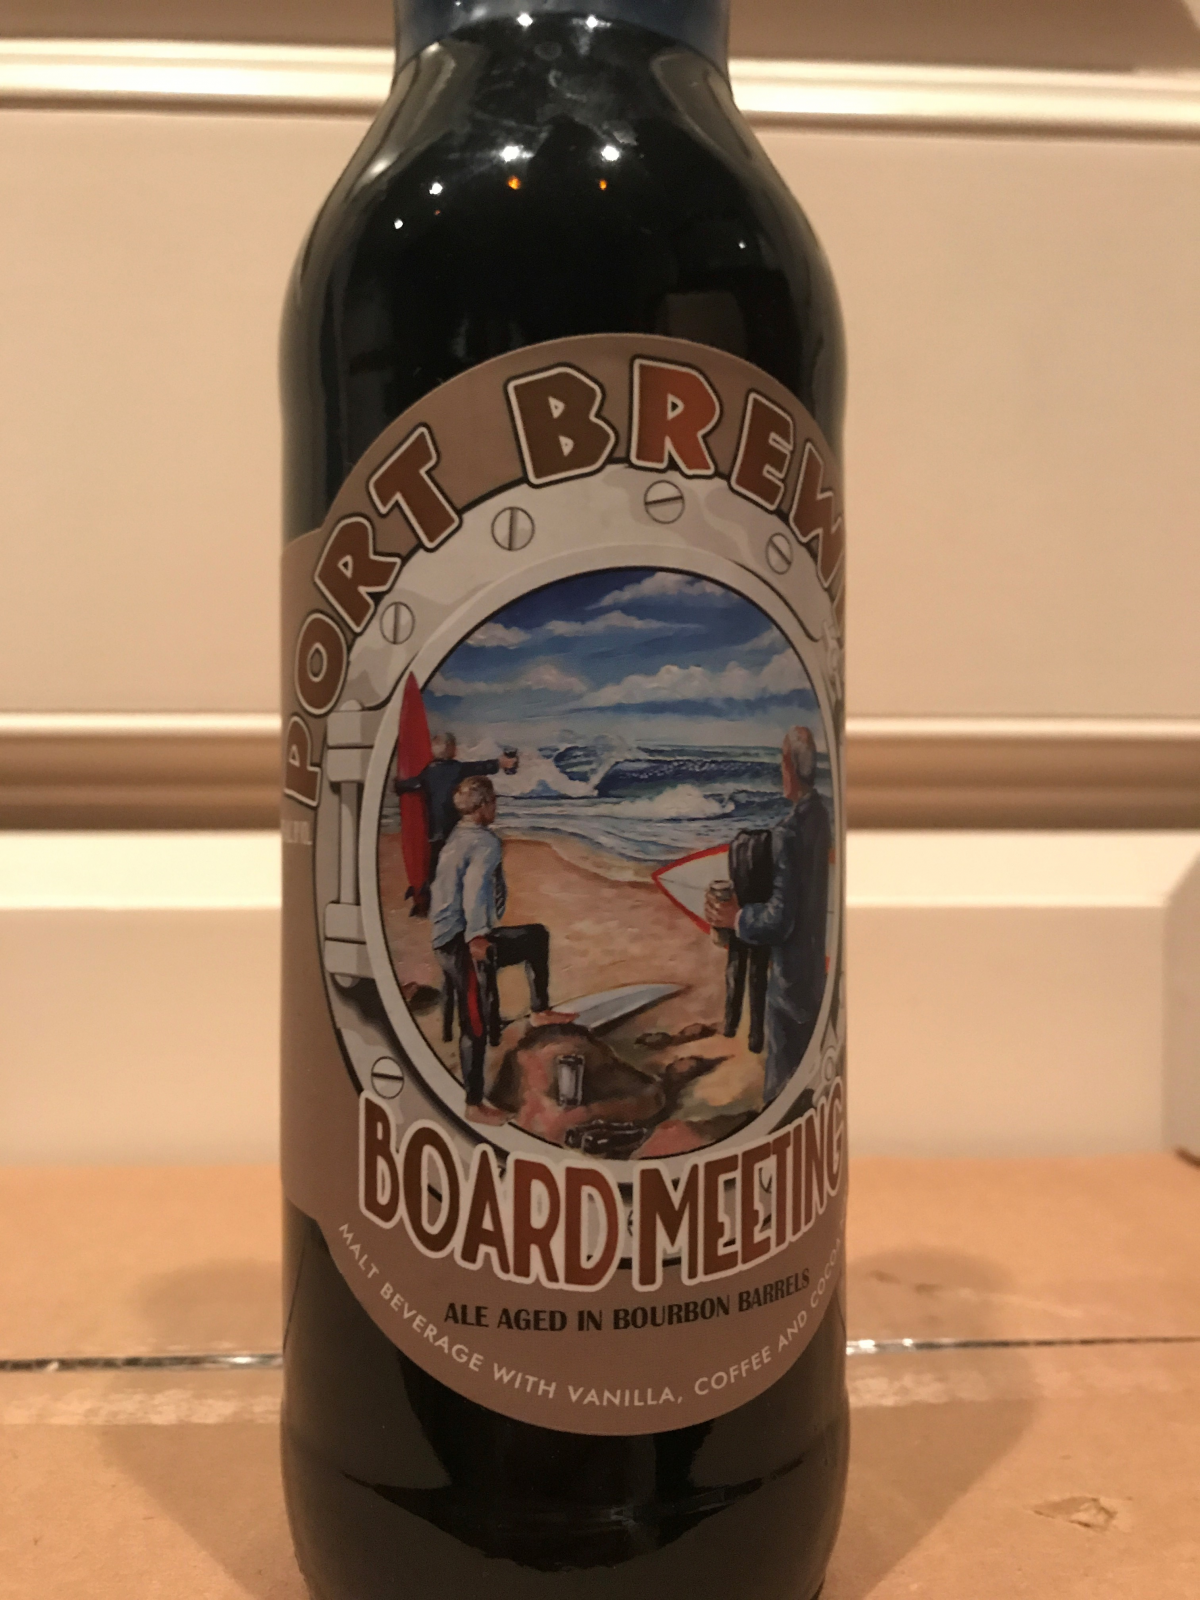 PORT BREW
BOARD MEETING
ALE AGED IN BOURBON BARRELS
MALT BEVERAGE WITH VANILLA, COFFEE AND COCOA